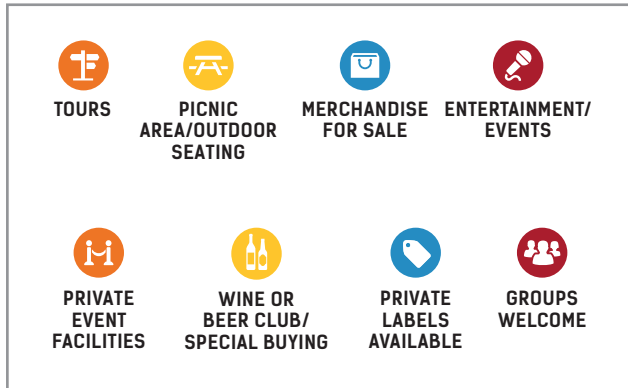 TOURS
PICNIC
AREA/OUTDOOR
SEATING
MERCHANDISE
FOR SALE
ENTERTAINMENT/
EVENTS
PRIVATE
EVENT
FACILITIES
WINE OR
BEER CLUB/
SPECIAL BUYING
PRIVATE
LABELS
AVAILABLE
GROUPS
WELCOME